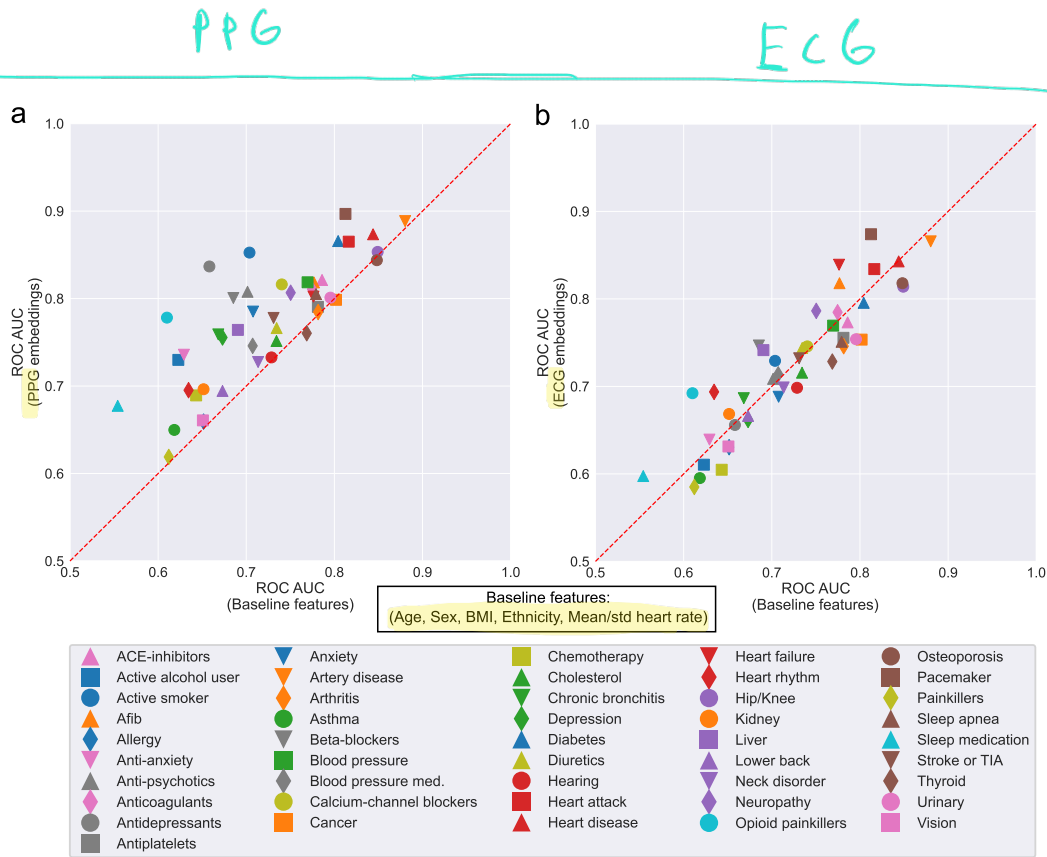 PPG
ECG
a
b
1.0
0.9
0.8
0.7
0.6
0.5
ROC AUC
(PPG embeddings)
0.5 0.6 0.7 0.8 0.9 1.0
ROC AUC
(Baseline features)
1.0
0.9
0.8
0.7
0.6
0.5
ROC AUC
(ECG embeddings)
0.5 0.6 0.7 0.8 0.9 1.0
ROC AUC
(Baseline features)
Baseline features:
(Age, Sex, BMI, Ethnicity, Mean/std heart rate)
ACE-inhibitors
Active alcohol user
Active smoker
Afib
Allergy
Anti-anxiety
Anti-psychotics
Anticoagulants
Antidepressants
Antiplatelets
Anxiety
Artery disease
Arthritis
Asthma
Beta-blockers
Blood pressure
Blood pressure med.
Calcium-channel blockers
Cancer
Chemotherapy
Cholesterol
Chronic bronchitis
Depression
Diabetes
Diuretics
Hearing
Heart attack
Heart disease
Heart failure
Heart rhythm
Hip/Knee
Kidney
Liver
Lower back
Neck disorder
Neuropathy
Opioid painkillers
Osteoporosis
Pacemaker
Painkillers
Sleep apnea
Sleep medication
Stroke or TIA
Thyroid
Urinary
Vision